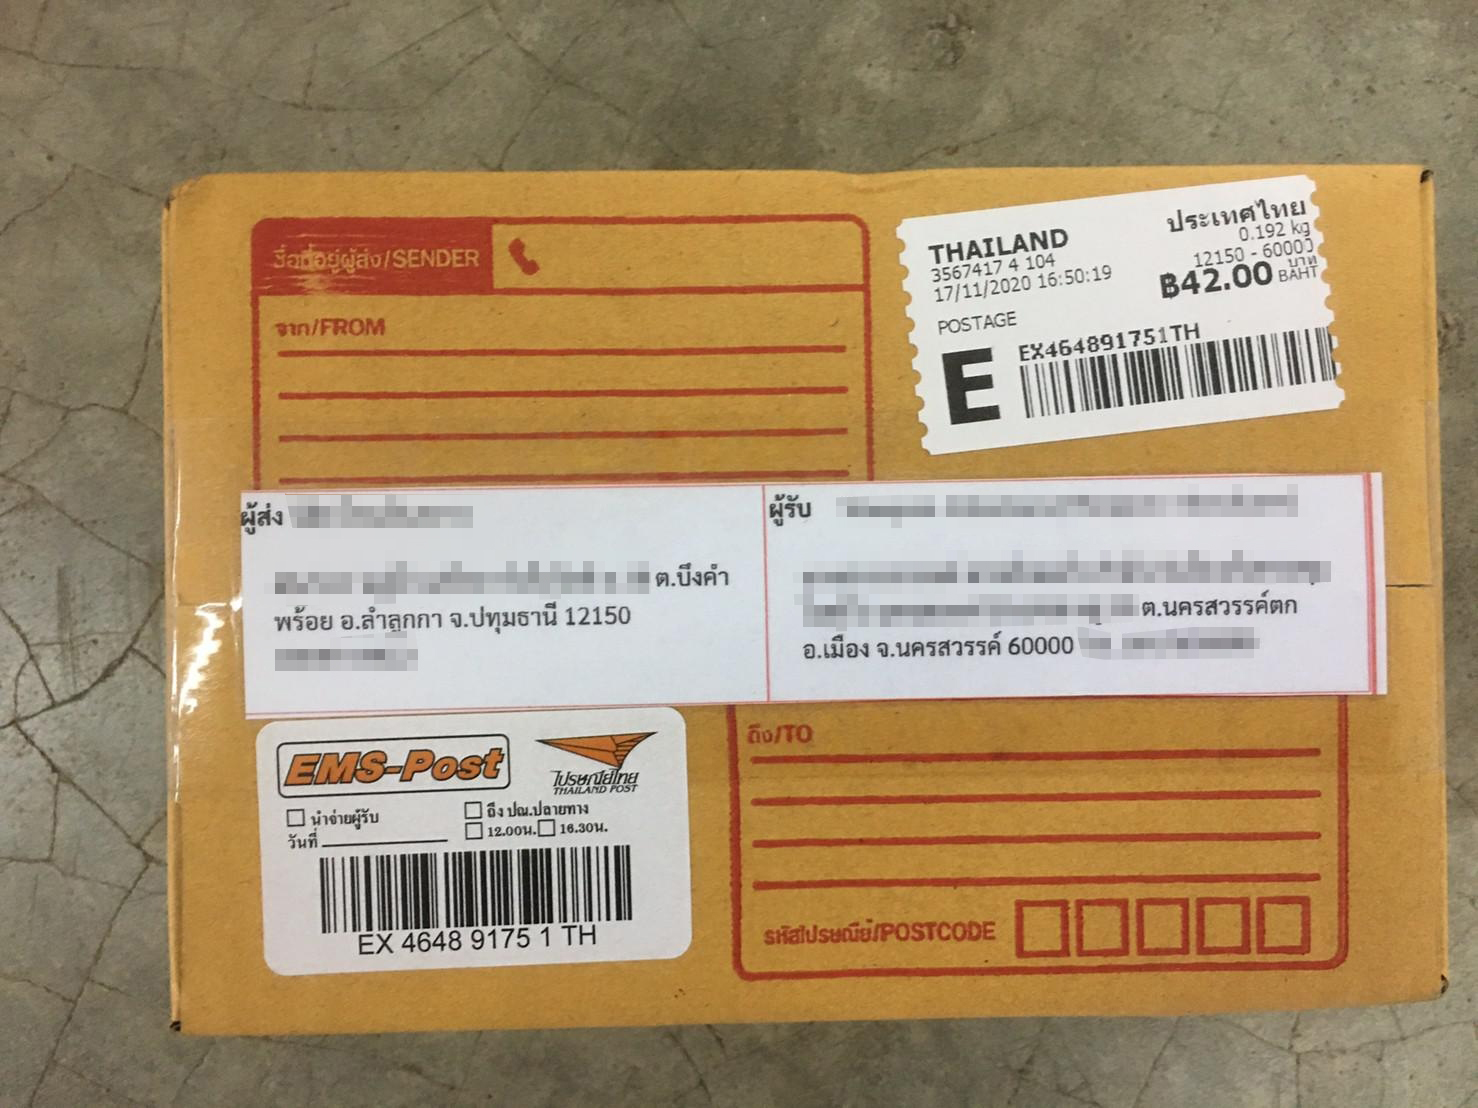 ชื่อที่อยู่ผู้ส่ง/SENDER
จาก/FROM
THAILAND
3567417 4 104
17/11/2020 16:50:19
POSTAGE
ประเทศไทย
0.192 kg
12150 - 60000
฿42.00 บาท BAHT
E
EX464891751TH
ผู้ส่ง
ต.บึงคำ
พร้อย อ.ลำลูกกา จ.ปทุมธานี 12150
ผู้รับ
ต.นครสวรรค์ตก
อ.เมือง จ.นครสวรรค์ 60000
EMS-Post
ไปรษณีย์ไทย
THAILAND POST
นำจ่ายผู้รับ
วันที่
ถึง ปณ.ปลายทาง
12.00น. 16.30น.
EX 4648 9175 1 TH
ถึง/TO
รหัสไปรษณีย์/POSTCODE